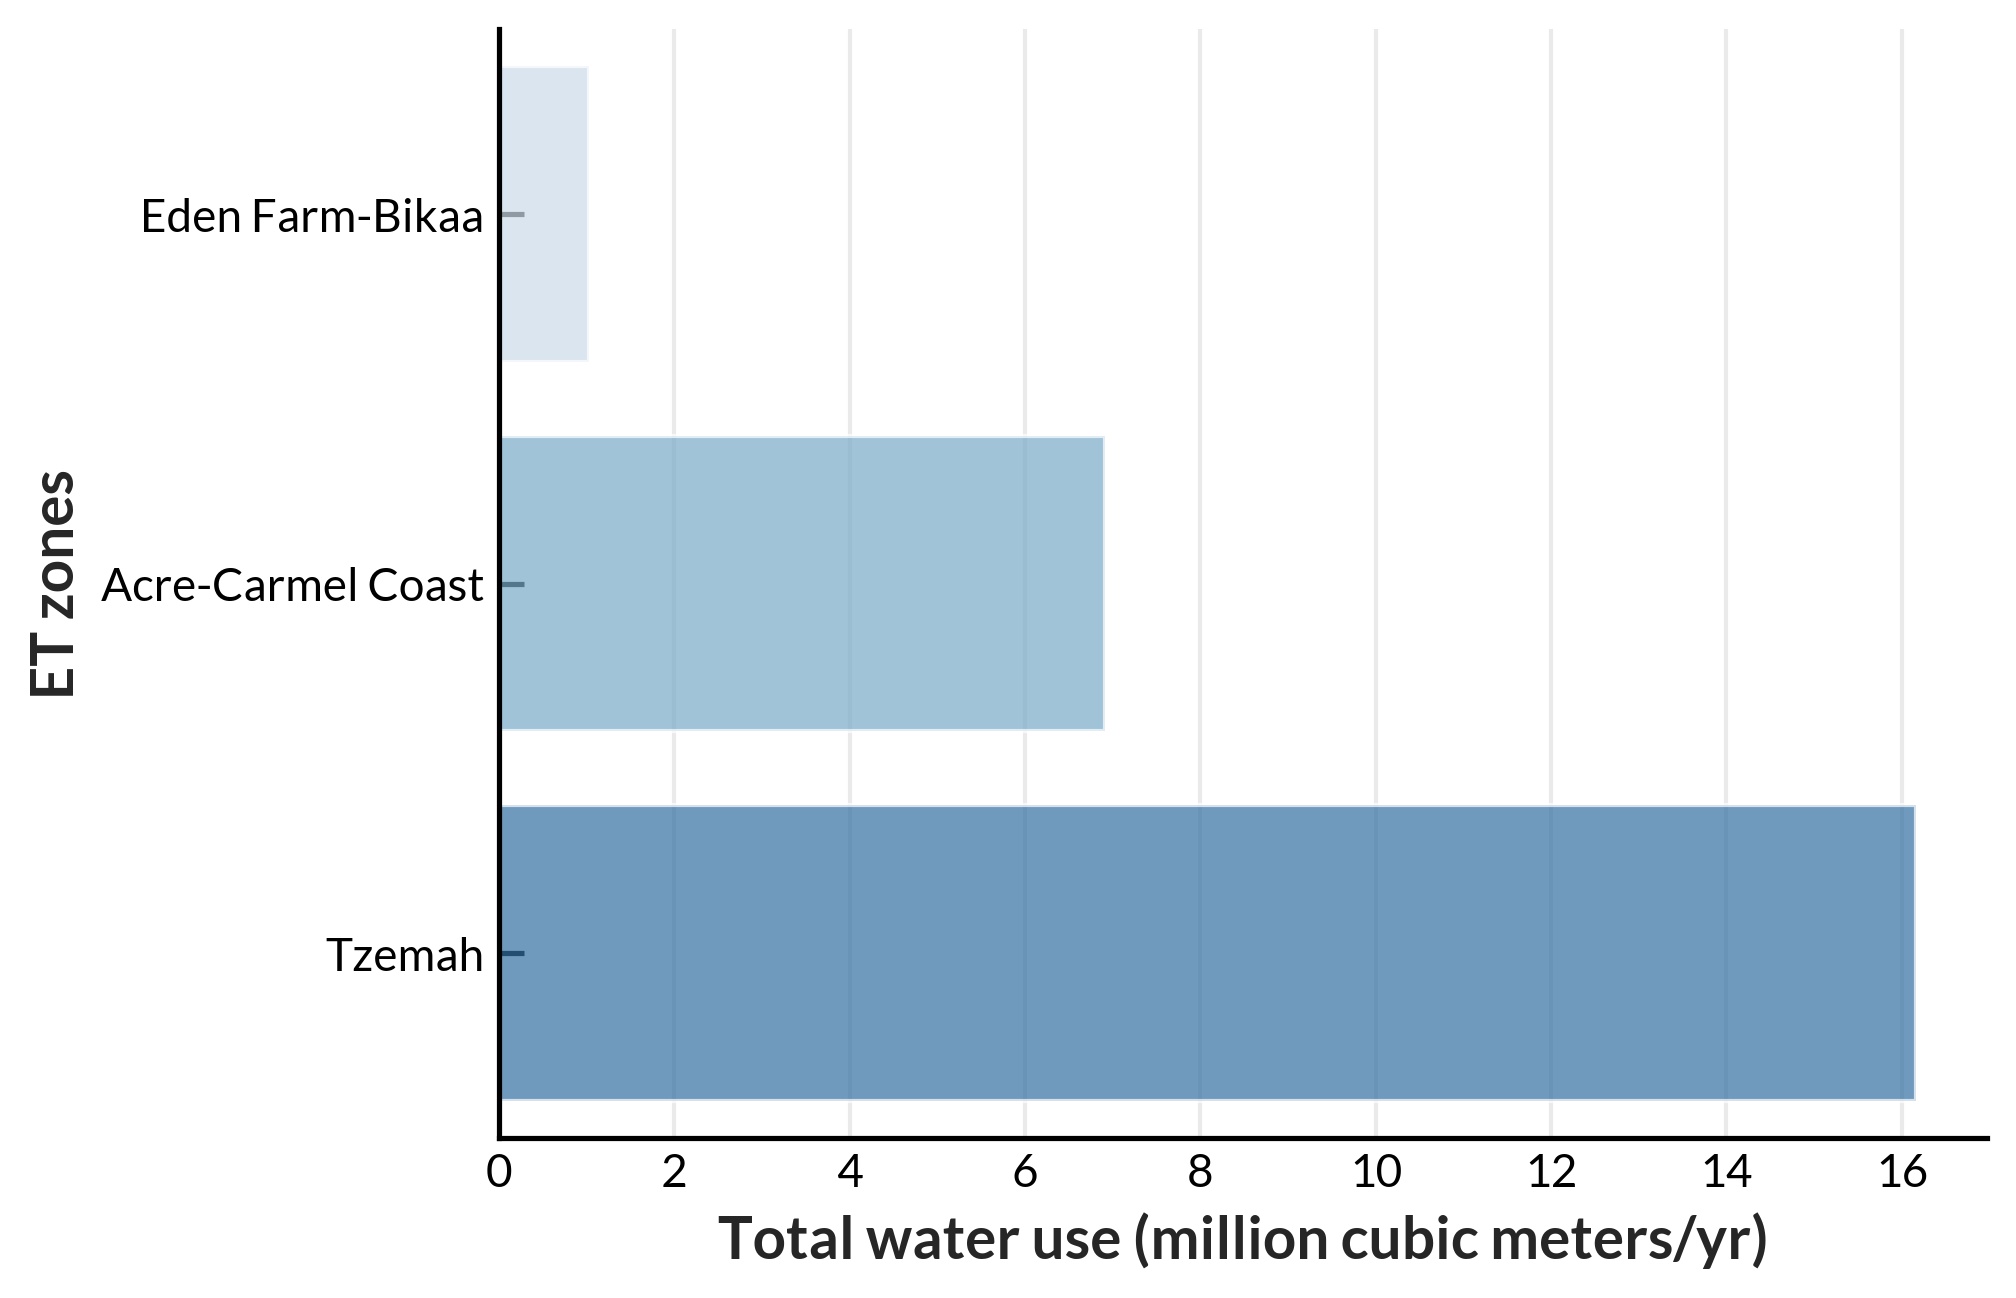 Eden Farm-Bikaa
Acre-Carmel Coast
Tzemah
ET zones
0 2 4 6 8 10 12 14 16
Total water use (million cubic meters/yr)